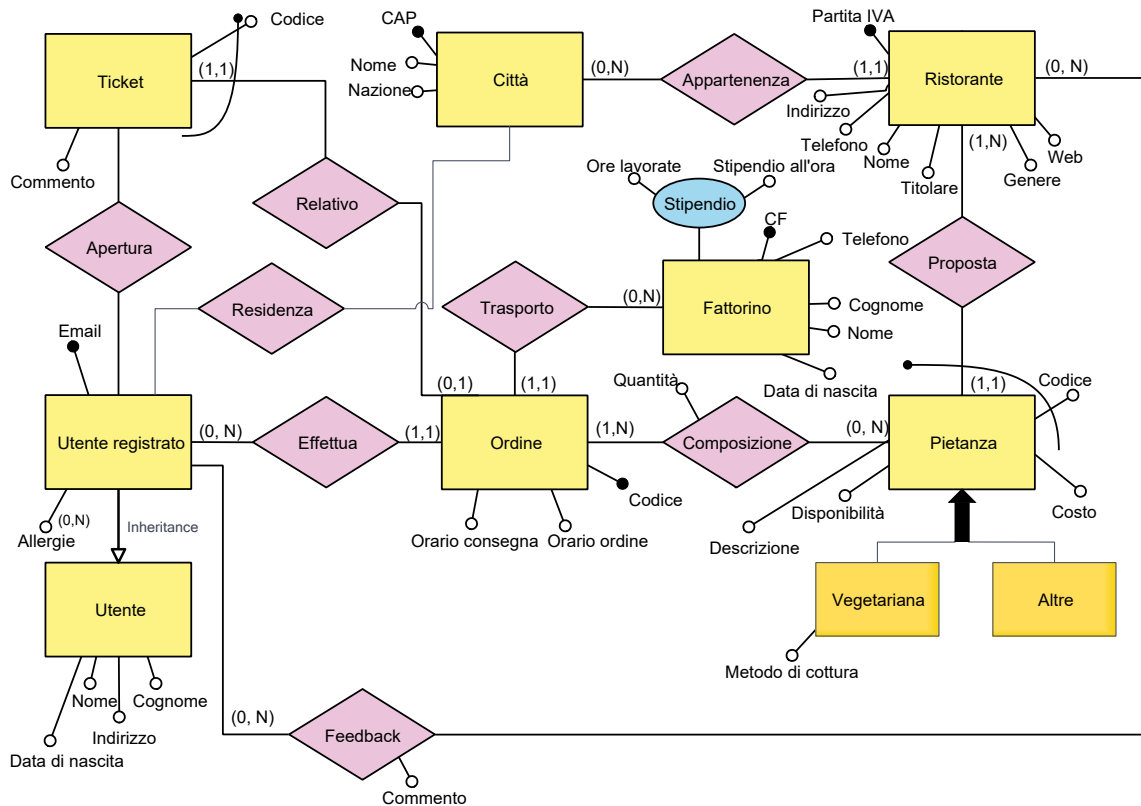 Codice
Ticket
(1,1)
Commento
CAP
Nome
Nazione
Città
(0,N)
Appartenenza
(1,1)
Partita IVA
Ristorante
(0, N)
Indirizzo
Telefono
Nome
Titolare
(1,N)
Genere
Web
Relativo
Apertura
Ore lavorate
Stipendio all'ora
Stipendio
CF
Telefono
Proposta
Residenza
Trasporto
(0,N)
Fattorino
Cognome
Nome
Data di nascita
Email
(0,1)
(1,1)
Quantità
(1,1)
Codice
Utente registrato
(0, N)
Effettua
(1,1)
Ordine
(1,N)
Composizione
(0, N)
Pietanza
Codice
Costo
Disponibilità
Descrizione
(0,N)
Allergie
Inheritance
Orario consegna
Orario ordine
Utente
Vegetariana
Altre
Metodo di cottura
Nome
Cognome
Indirizzo
Data di nascita
(0, N)
Feedback
Commento